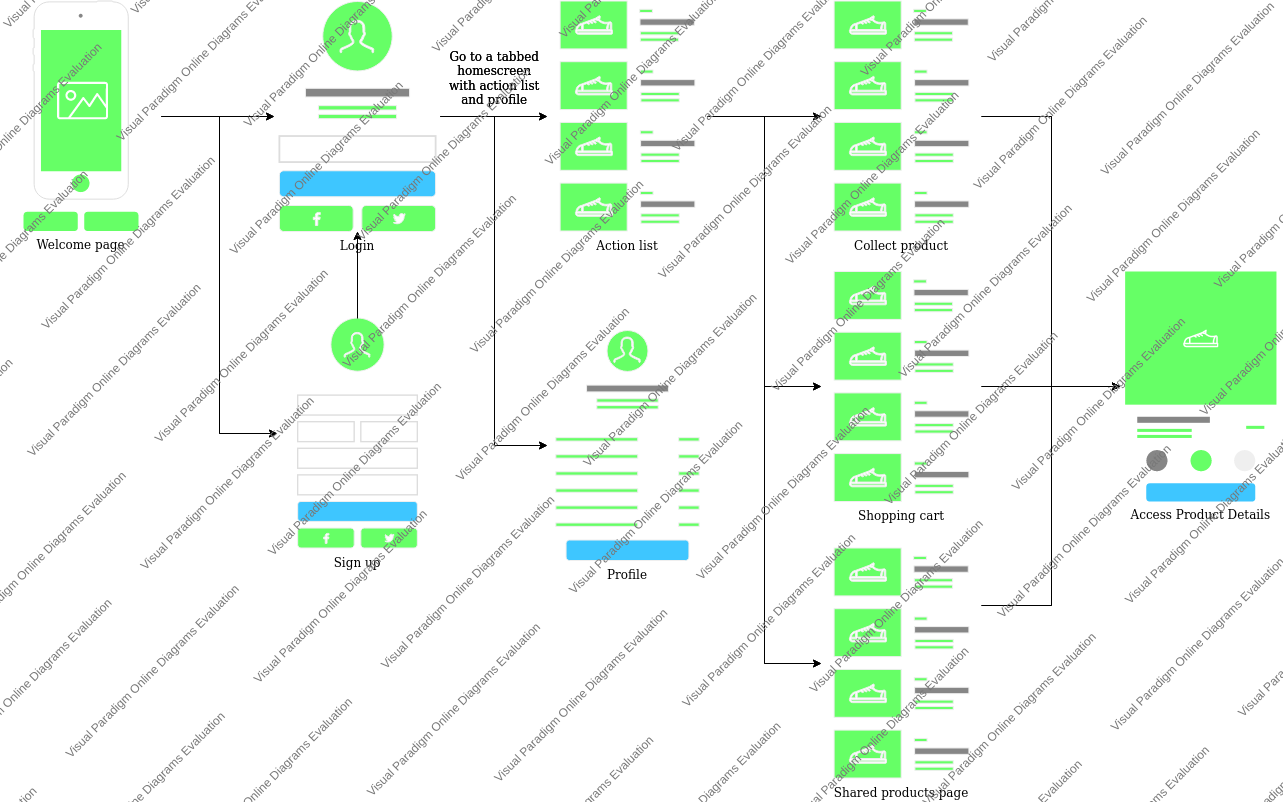 Go to a tabbed
homescreen
with action list
and profile
Welcome page
Login
Action list
Collect product
Sign up
Profile
Shopping cart
Access Product Details
Shared products page
Visual Paradigm Online Diagrams Evaluation